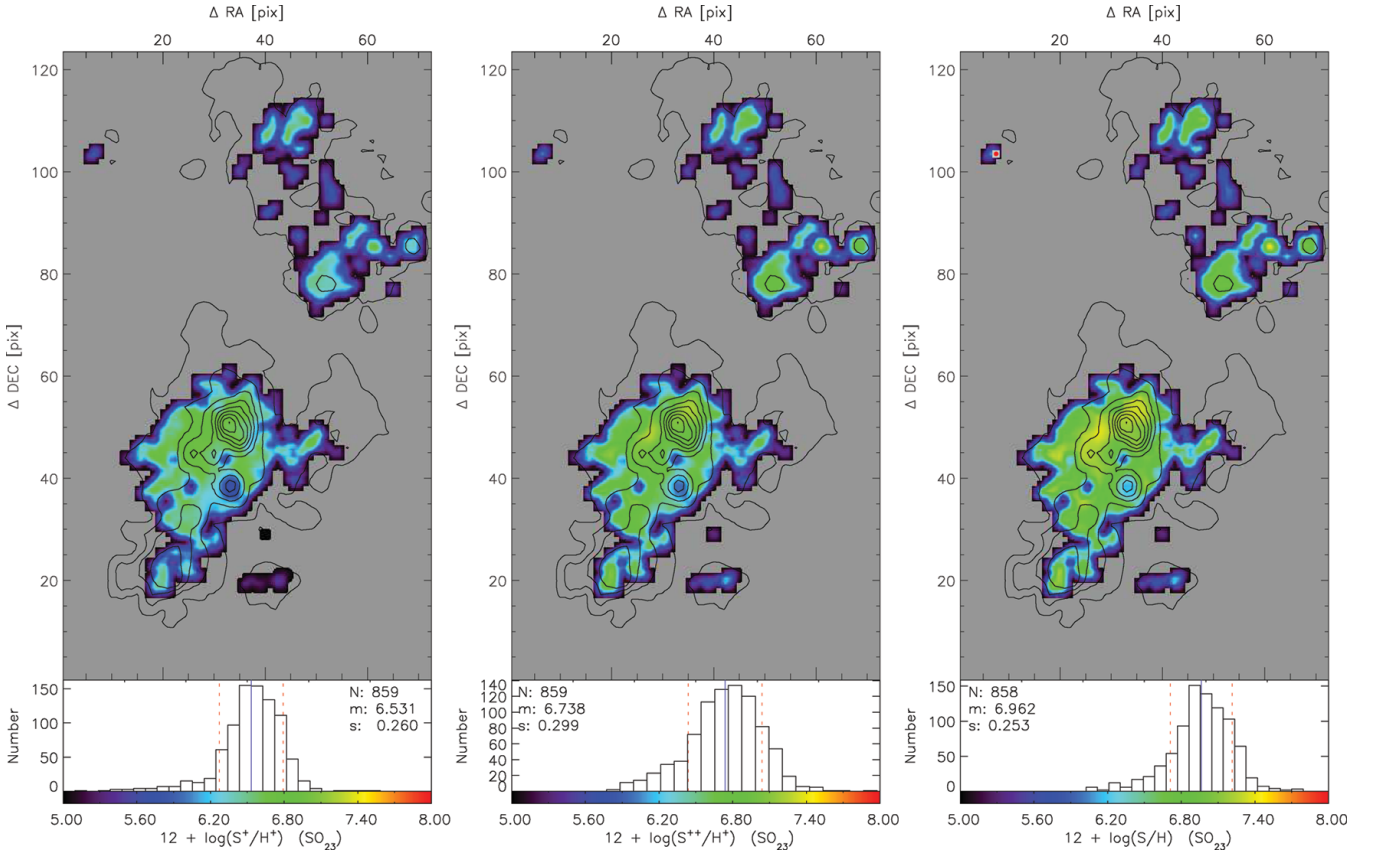 Δ RA [pix]
20 40 60
Δ DEC [pix]
120
100
80
60
40
20
Number
150
100
50
0
N: 859
m: 6.531
s: 0.260
5.00 5.60 6.20 6.80 7.40 8.00
12 + log(S⁺/H⁺) (SO₂₃)
Δ RA [pix]
20 40 60
Δ DEC [pix]
120
100
80
60
40
20
Number
140
120
100
80
60
40
20
0
N: 859
m: 6.738
s: 0.299
5.00 5.60 6.20 6.80 7.40 8.00
12 + log(S⁺⁺/H⁺) (SO₂₃)
Δ RA [pix]
20 40 60
Δ DEC [pix]
120
100
80
60
40
20
Number
150
100
50
0
N: 858
m: 6.962
s: 0.253
5.00 5.60 6.20 6.80 7.40 8.00
12 + log(S/H) (SO₂₃)